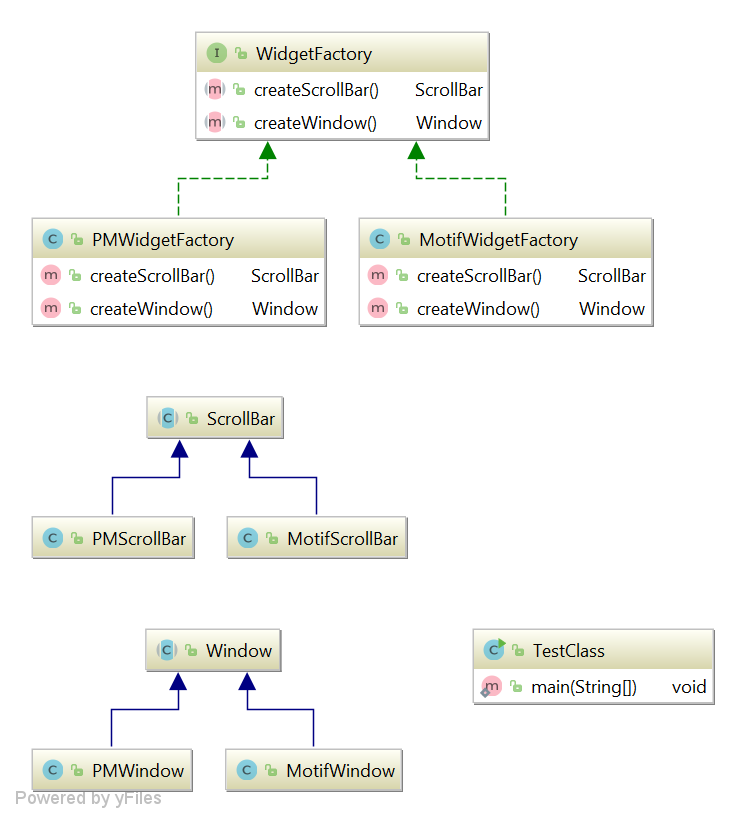 I WidgetFactory
m createScrollBar() ScrollBar
m createWindow() Window
C PMWidgetFactory
m createScrollBar() ScrollBar
m createWindow() Window
C MotifWidgetFactory
m createScrollBar() ScrollBar
m createWindow() Window
C ScrollBar
C PMScrollBar
C MotifScrollBar
C Window
C PMWindow
C MotifWindow
C TestClass
m main(String[]) void
Powered by yFiles